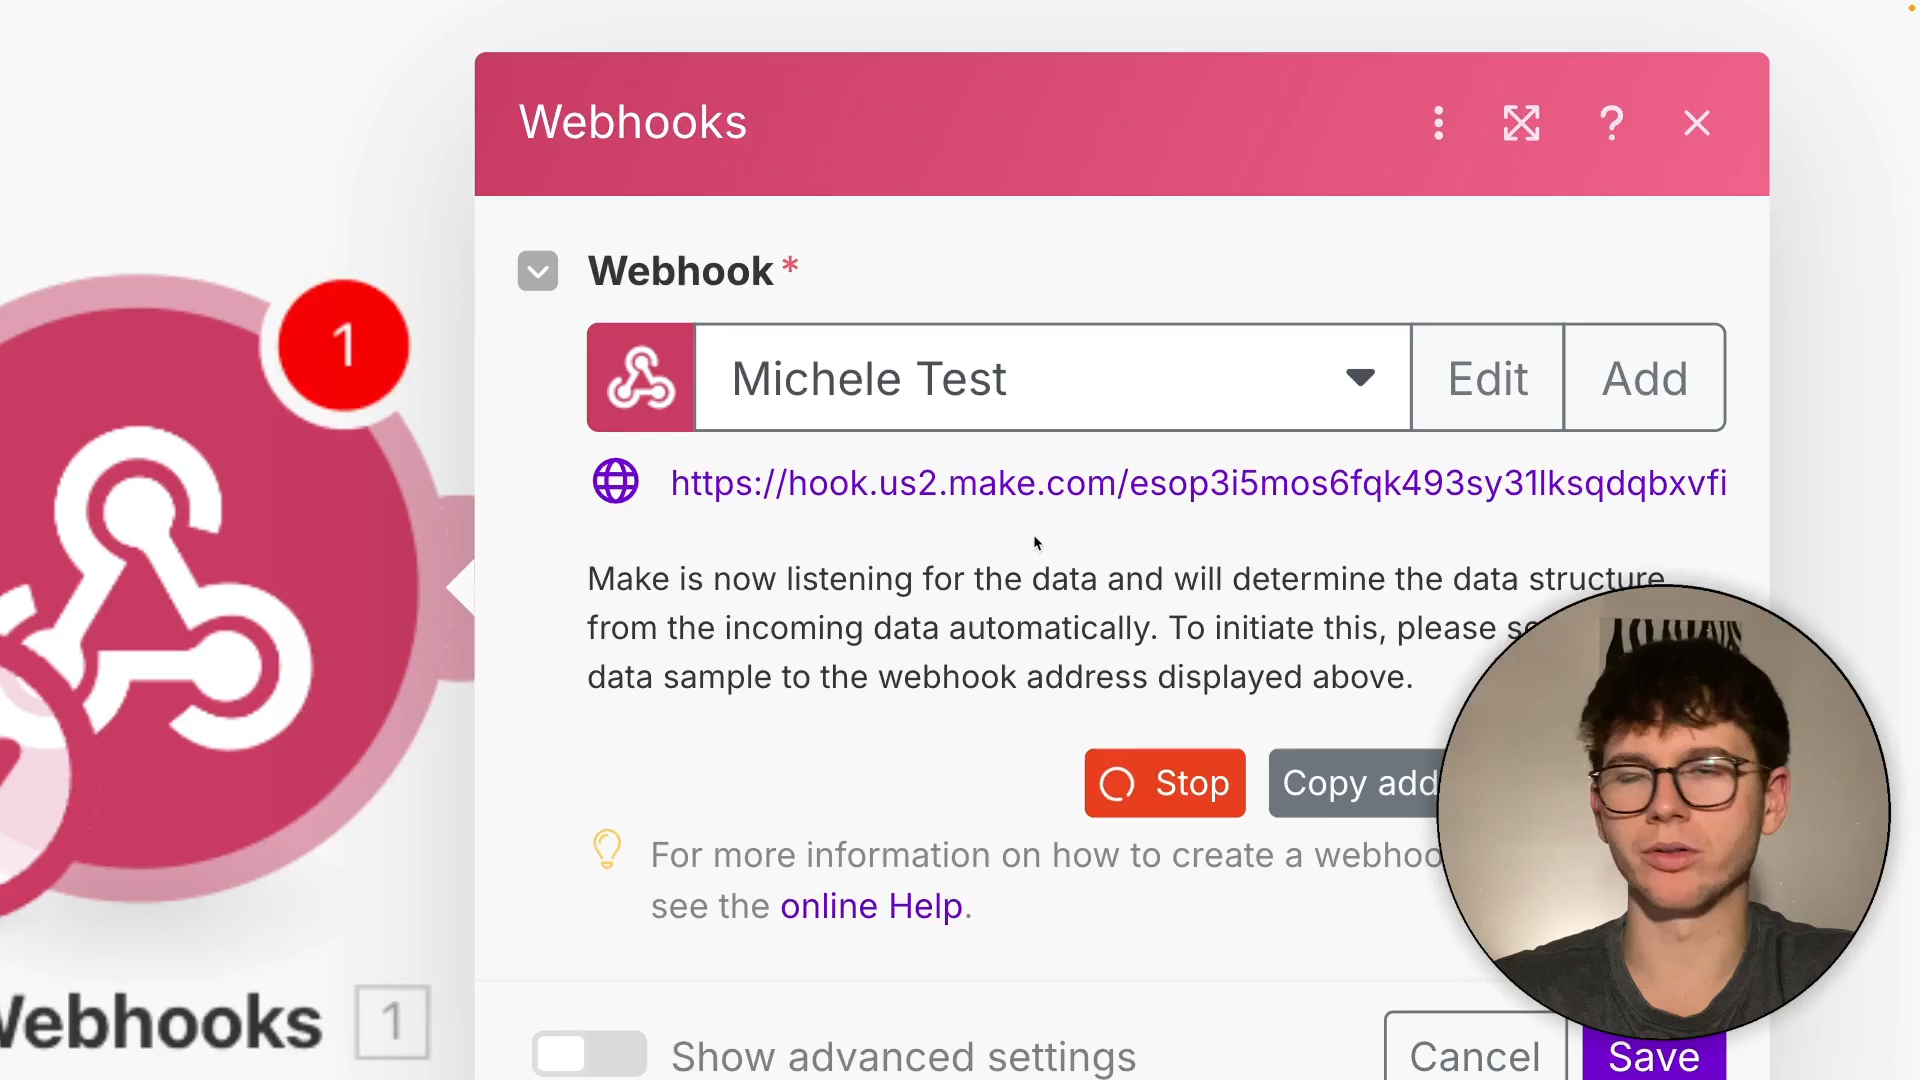 Webhooks
Webhook *
1
Michele Test
Edit
Add
https://hook.us2.make.com/esop3i5mos6fqk493sy31lksqdqbxvfi
Make is now listening for the data and will determine the data structure
from the incoming data automatically. To initiate this, please
data sample to the webhook address displayed above.
Stop
Copy
For more information on how to create a
see the online Help.
Webhooks
1
Show advanced settings
Cancel
Save